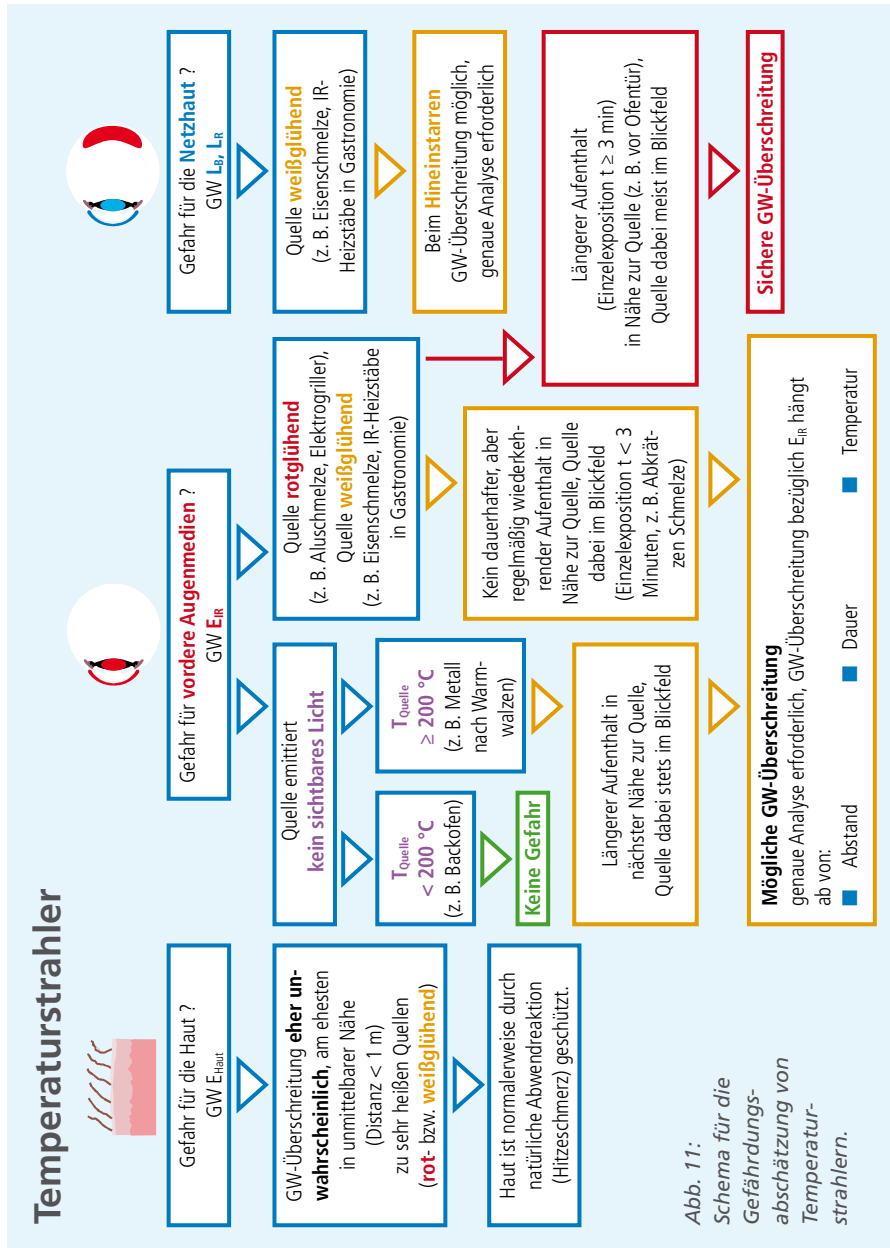 Temperaturstrahler
Gefahr für die Haut ?
GW E_Haut
GW-Überschreitung eher un-
wahrscheinlich, am ehesten
in unmittelbarer Nähe
(Distanz < 1 m)
zu sehr heißen Quellen
(rot- bzw. weißglühend)
Haut ist normalerweise durch
natürliche Abwendreaktion
(Hitzeschmerz) geschützt.
Gefahr für vordere Augenmedien ?
GW E_IR
Quelle emittiert
kein sichtbares Licht
T_Quelle
< 200 °C
(z. B. Backofen)
Keine Gefahr
T_Quelle
≥ 200 °C
(z. B. Metall
nach Warm-
walzen)
Längerer Aufenthalt in
nächster Nähe zur Quelle,
Quelle dabei stets im Blickfeld
Quelle rotglühend
(z. B. Aluschmelze, Elektrogriller),
Quelle weißglühend
(z. B. Eisenschmelze, IR-Heizstäbe
in Gastronomie)
Kein dauerhafter, aber
regelmäßig wiederkeh-
render Aufenthalt in
Nähe zur Quelle, Quelle
dabei im Blickfeld
(Einzelexposition t < 3
Minuten, z. B. Abkrät-
zen Schmelze)
Mögliche GW-Überschreitung
genaue Analyse erforderlich, GW-Überschreitung bezüglich E_IR hängt
ab von:
■ Abstand ■ Dauer ■ Temperatur
Gefahr für die Netzhaut ?
GW L_B, L_R
Quelle weißglühend
(z. B. Eisenschmelze, IR-
Heizstäbe in Gastronomie)
Beim Hineinstarren
GW-Überschreitung möglich,
genaue Analyse erforderlich
Längerer Aufenthalt
(Einzelexposition t ≥ 3 min)
in Nähe zur Quelle (z. B. vor Ofentür),
Quelle dabei meist im Blickfeld
Sichere GW-Überschreitung
Abb. 11:
Schema für die
Gefährdungs-
abschätzung von
Temperatur-
strahlern.